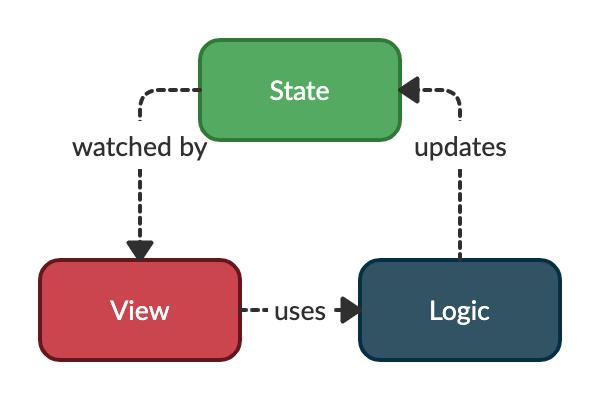 State
watched by
updates
View
uses
Logic